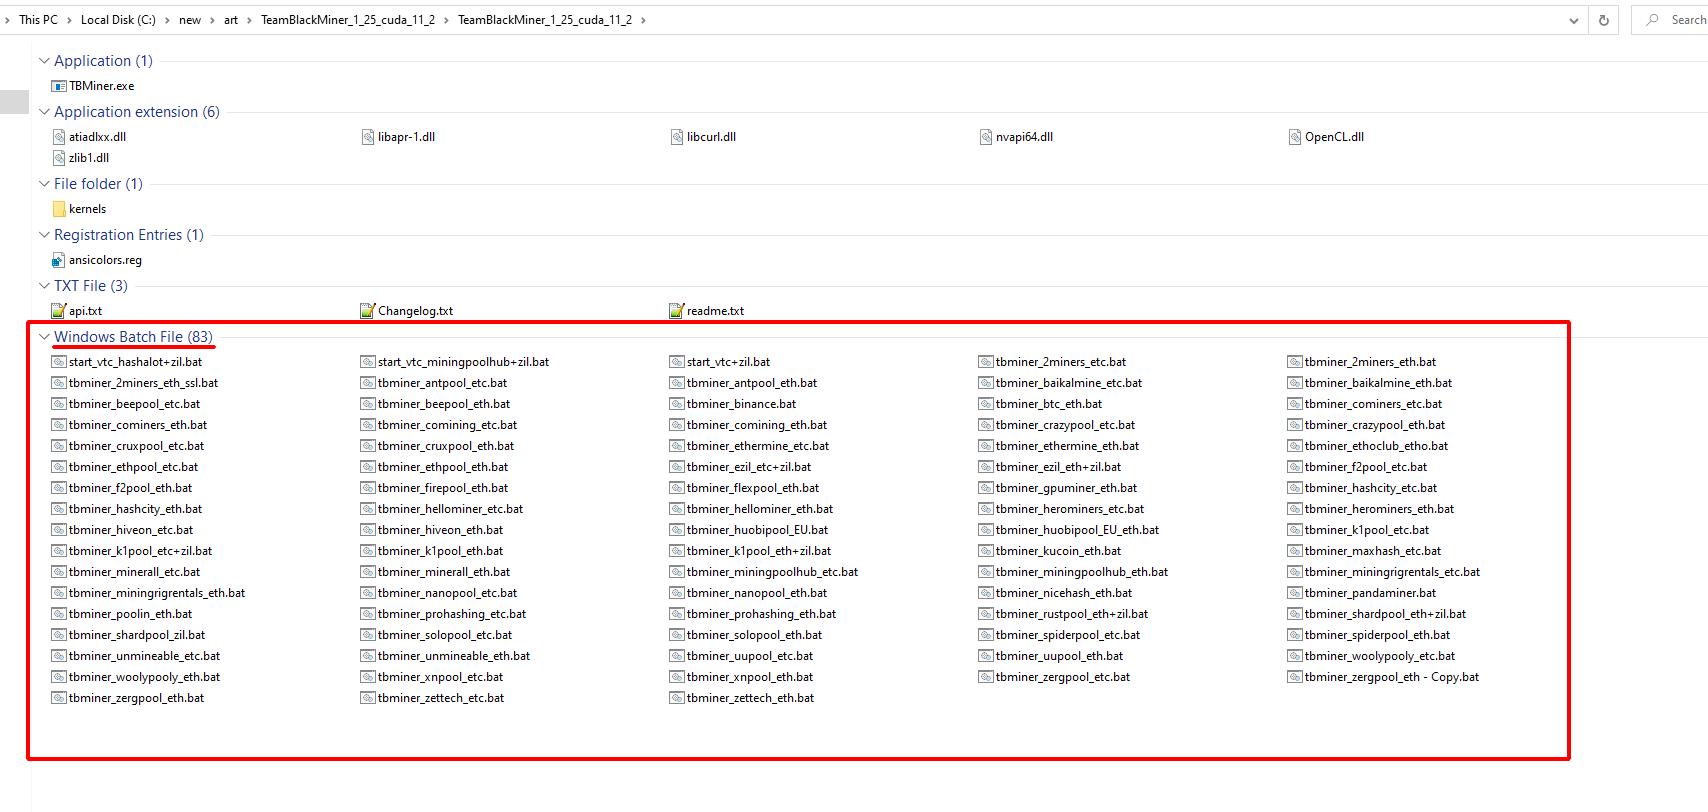 This PC > Local Disk (C:) > new > art > TeamBlackMiner_1_25_cuda_11_2 > TeamBlackMiner_1_25_cuda_11_2 > Search
Application (1)
TBMiner.exe
Application extension (6)
atiadlxx.dll libapr-1.dll libcurl.dll nvapi64.dll OpenCL.dll
zlib1.dll
File folder (1)
kernels
Registration Entries (1)
ansicolors.reg
TXT File (3)
api.txt Changelog.txt readme.txt
Windows Batch File (83)
start_vtc_hashalot+zil.bat start_vtc_miningpoolhub+zil.bat start_vtc+zil.bat tbminer_2miners_etc.bat tbminer_2miners_eth.bat
tbminer_2miners_eth_ssl.bat tbminer_antpool_etc.bat tbminer_antpool_eth.bat tbminer_baikalmine_etc.bat tbminer_baikalmine_eth.bat
tbminer_beepool_etc.bat tbminer_beepool_eth.bat tbminer_binance.bat tbminer_btc_eth.bat tbminer_cominers_etc.bat
tbminer_cominers_eth.bat tbminer_comining_etc.bat tbminer_comining_eth.bat tbminer_crazypool_etc.bat tbminer_crazypool_eth.bat
tbminer_cruxpool_etc.bat tbminer_cruxpool_eth.bat tbminer_ethermine_etc.bat tbminer_ethermine_eth.bat tbminer_ethoclub_etho.bat
tbminer_ethpool_etc.bat tbminer_ethpool_eth.bat tbminer_ezil_etc+zil.bat tbminer_ezil_eth+zil.bat tbminer_f2pool_etc.bat
tbminer_f2pool_eth.bat tbminer_firepool_eth.bat tbminer_flexpool_eth.bat tbminer_gpuminer_eth.bat tbminer_hashcity_etc.bat
tbminer_hashcity_eth.bat tbminer_hellominer_etc.bat tbminer_hellominer_eth.bat tbminer_herominers_etc.bat tbminer_herominers_eth.bat
tbminer_hiveon_etc.bat tbminer_hiveon_eth.bat tbminer_huobipool_EU.bat tbminer_huobipool_EU_eth.bat tbminer_k1pool_etc.bat
tbminer_k1pool_etc+zil.bat tbminer_k1pool_eth.bat tbminer_k1pool_eth+zil.bat tbminer_kucoin_eth.bat tbminer_maxhash_etc.bat
tbminer_minerall_etc.bat tbminer_minerall_eth.bat tbminer_miningpoolhub_etc.bat tbminer_miningpoolhub_eth.bat tbminer_miningrigrentals_etc.bat
tbminer_miningrigrentals_eth.bat tbminer_nanopool_etc.bat tbminer_nanopool_eth.bat tbminer_nicehash_eth.bat tbminer_pandaminer.bat
tbminer_poolin_eth.bat tbminer_prohashing_etc.bat tbminer_prohashing_eth.bat tbminer_rustpool_eth+zil.bat tbminer_shardpool_eth+zil.bat
tbminer_shardpool_zil.bat tbminer_solopool_etc.bat tbminer_solopool_eth.bat tbminer_spiderpool_etc.bat tbminer_spiderpool_eth.bat
tbminer_unmineable_etc.bat tbminer_unmineable_eth.bat tbminer_uupool_etc.bat tbminer_uupool_eth.bat tbminer_woolypooly_etc.bat
tbminer_woolypooly_eth.bat tbminer_xnpool_etc.bat tbminer_xnpool_eth.bat tbminer_zergpool_etc.bat tbminer_zergpool_eth - Copy.bat
tbminer_zergpool_eth.bat tbminer_zettech_etc.bat tbminer_zettech_eth.bat